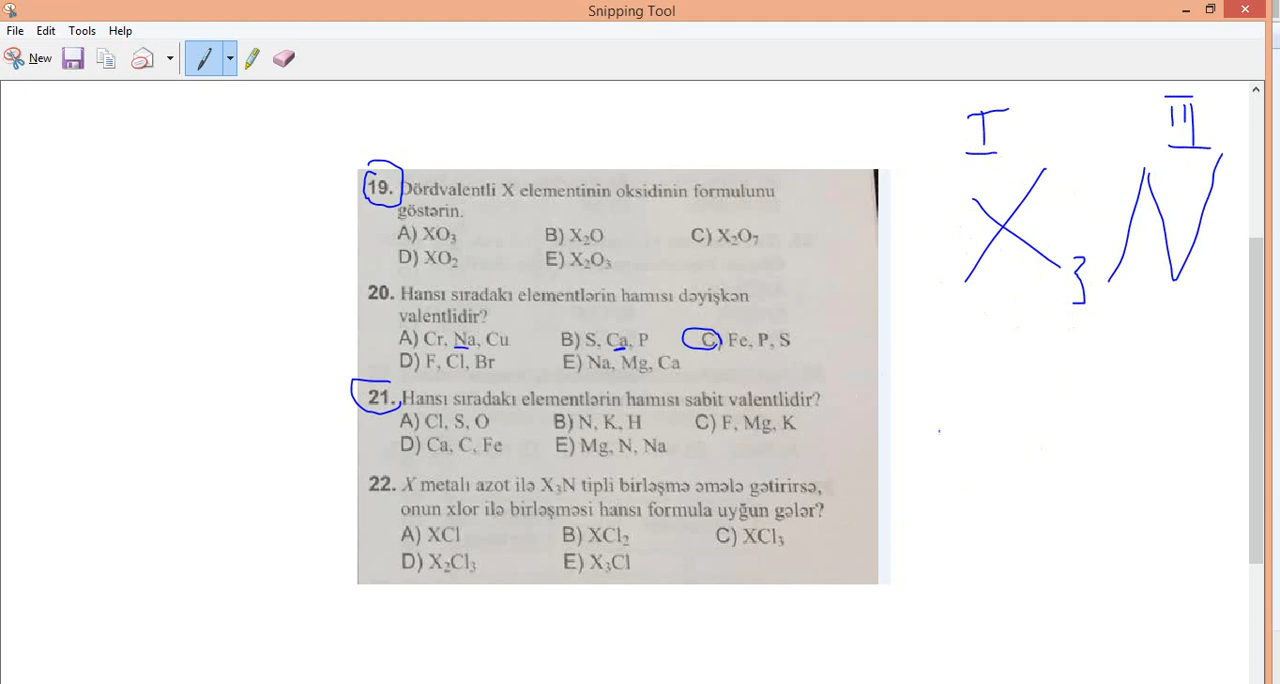 Snipping Tool
File Edit Tools Help
New
I III
X₃N
19. Dördvalentli X elementinin oksidinin formulunu
göstərin.
A) XO₃ B) X₂O C) X₂O₇
D) XO₂ E) X₂O₃
20. Hansı sıradakı elementlərin hamısı dəyişkən
valentlidir?
A) Cr, Na, Cu B) S, Ca, P C) Fe, P, S
D) F, Cl, Br E) Na, Mg, Ca
21. Hansı sıradakı elementlərin hamısı sabit valentlidir?
A) Cl, S, O B) N, K, H C) F, Mg, K
D) Ca, C, Fe E) Mg, N, Na
22. X metalı azot ilə X₃N tipli birləşmə əmələ gətirirsə,
onun xlor ilə birləşməsi hansı formula uyğun gələr?
A) XCl B) XCl₂ C) XCl₃
D) X₂Cl₃ E) X₃Cl